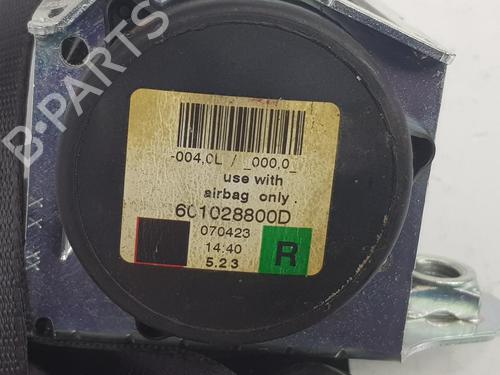 -004,0L / _000,0_
use with
airbag only .
601028800D
070423
14:40
5.23
R
B-PARTS